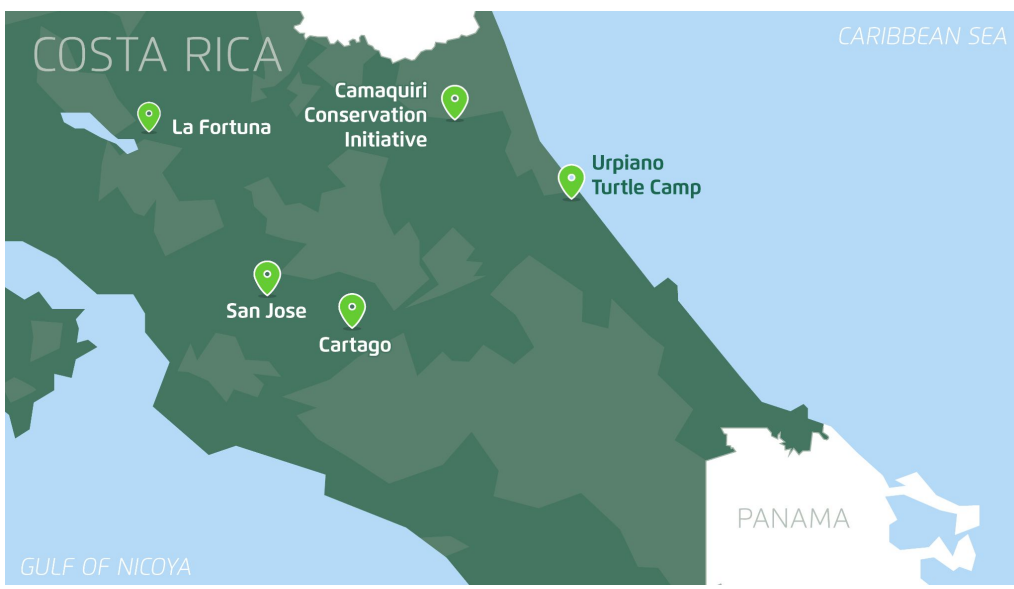 COSTA RICA
CARIBBEAN SEA
Camaquiri
Conservation
Initiative
La Fortuna
Urpiano
Turtle Camp
San Jose
Cartago
PANAMA
GULF OF NICOYA